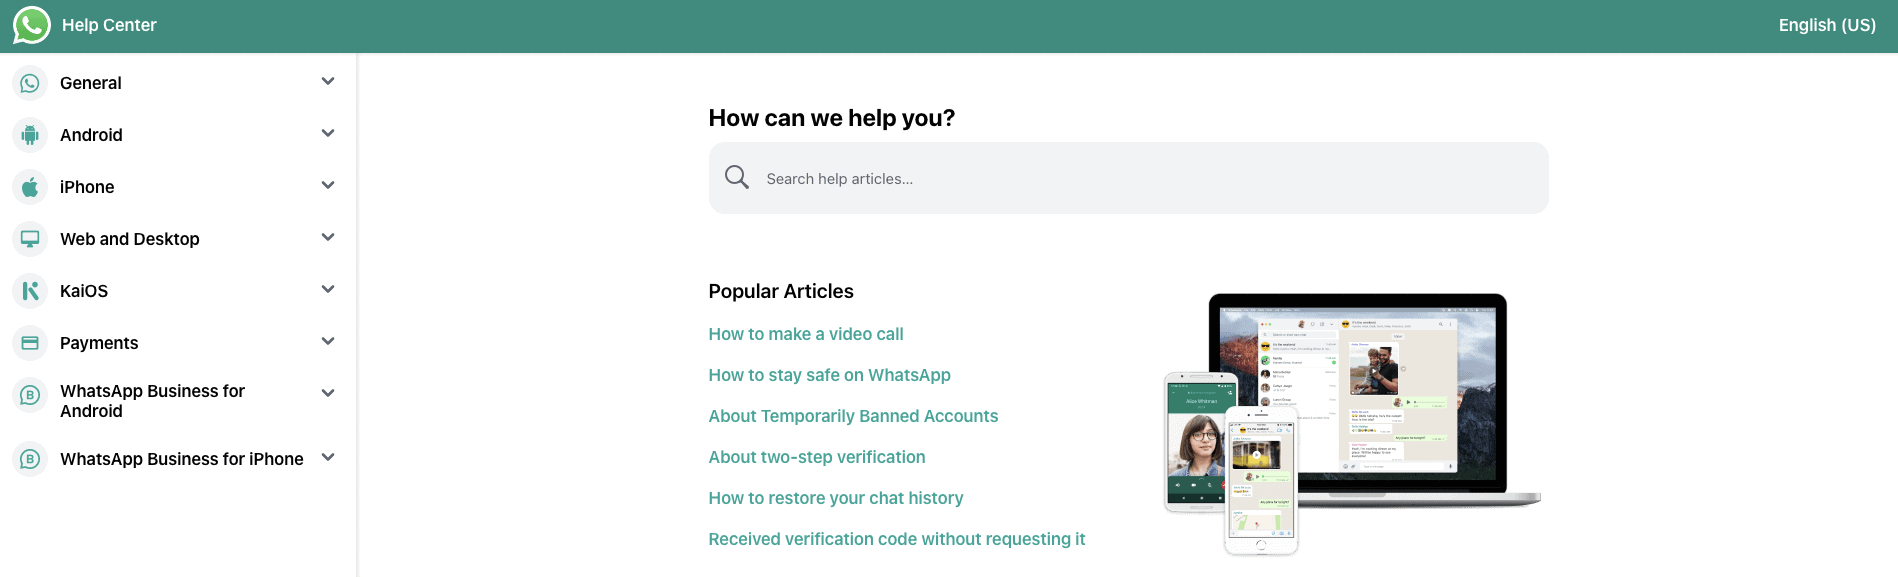 Help Center
English (US)
General
Android
iPhone
Web and Desktop
KaiOS
Payments
WhatsApp Business for
Android
WhatsApp Business for iPhone
How can we help you?
Search help articles...
Popular Articles
How to make a video call
How to stay safe on WhatsApp
About Temporarily Banned Accounts
About two-step verification
How to restore your chat history
Received verification code without requesting it
Alice Whitman